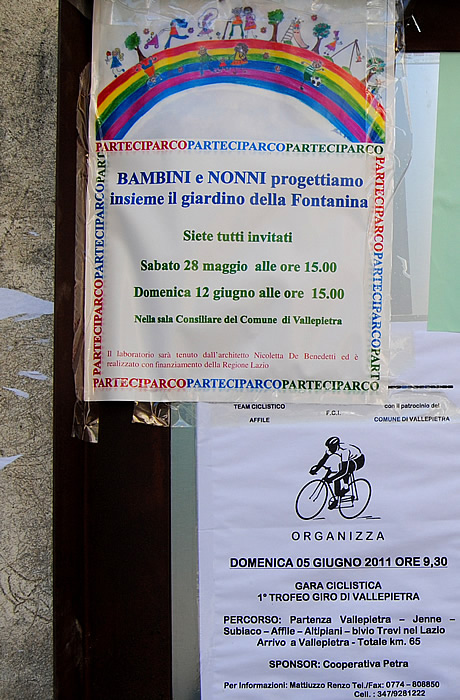 PARTECIPARCOPARTECIPARCOPARTECIPARCO
BAMBINI e NONNI progettiamo
insieme il giardino della Fontanina
Siete tutti invitati
Sabato 28 maggio alle ore 15.00
Domenica 12 giugno alle ore 15.00
Nella sala Consiliare del Comune di Vallepietra
Il laboratorio sarà tenuto dall'architetto Nicoletta De Benedetti ed è
realizzato con finanziamento della Regione Lazio
PARTECIPARCOPARTECIPARCOPARTECIPARCO
PARTECIPARCOPARTECIPARCOPART
PARTECIPARCOPARTECIPARCOPART
TEAM CICLISTICO F.C.I. con il patrocinio del
AFFILE COMUNE DI VALLEPIETRA
ORGANIZZA
DOMENICA 05 GIUGNO 2011 ORE 9,30
GARA CICLISTICA
1° TROFEO GIRO DI VALLEPIETRA
PERCORSO: Partenza Vallepietra – Jenne –
Subiaco – Affile – Altipiani – bivio Trevi nel Lazio
Arrivo a Vallepietra - Totale km. 65
SPONSOR: Cooperativa Petra
Per Informazioni: Mattiuzzo Renzo Tel./Fax: 0774 – 808850
Cell. : 347/9281222